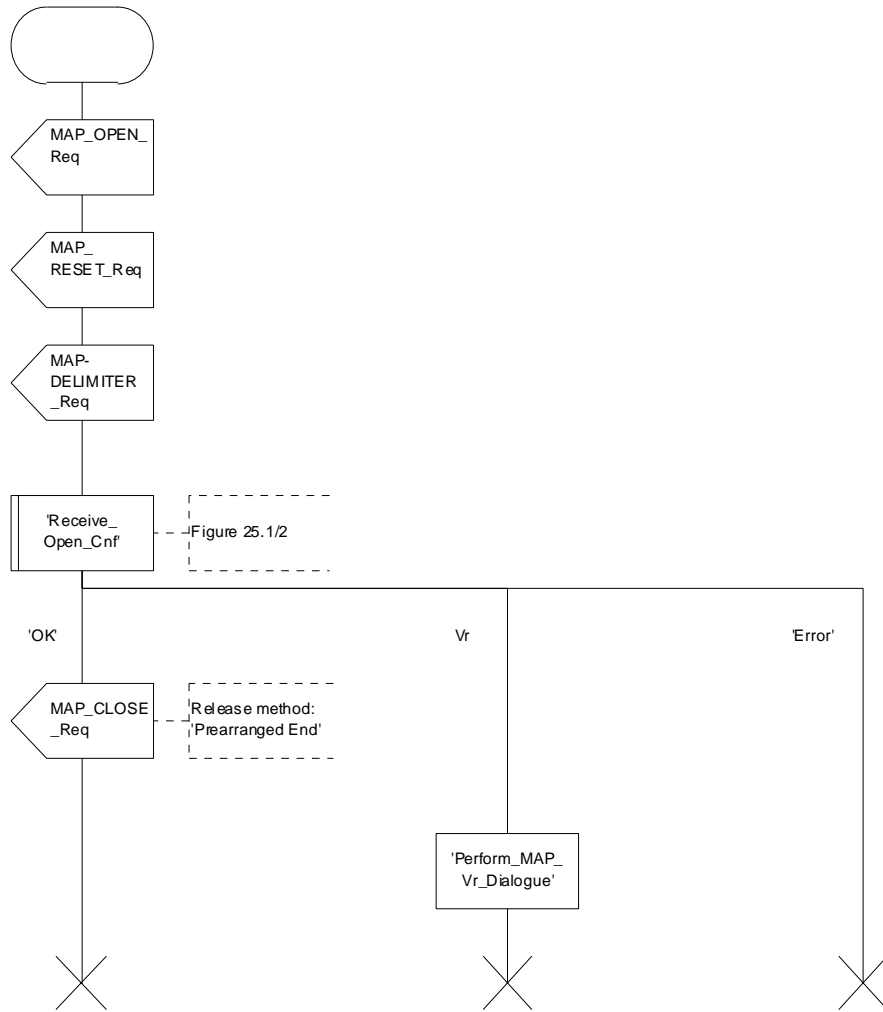 MAP_OPEN_
Req
MAP_
RESET_Req
MAP-
DELIMITER
_Req
'Receive_
Open_Cnf'
Figure 25.1/2
'OK'
Vr
'Error'
MAP_CLOSE
_Req
Release method:
'Prearranged End'
'Perform_MAP_
Vr_Dialogue'